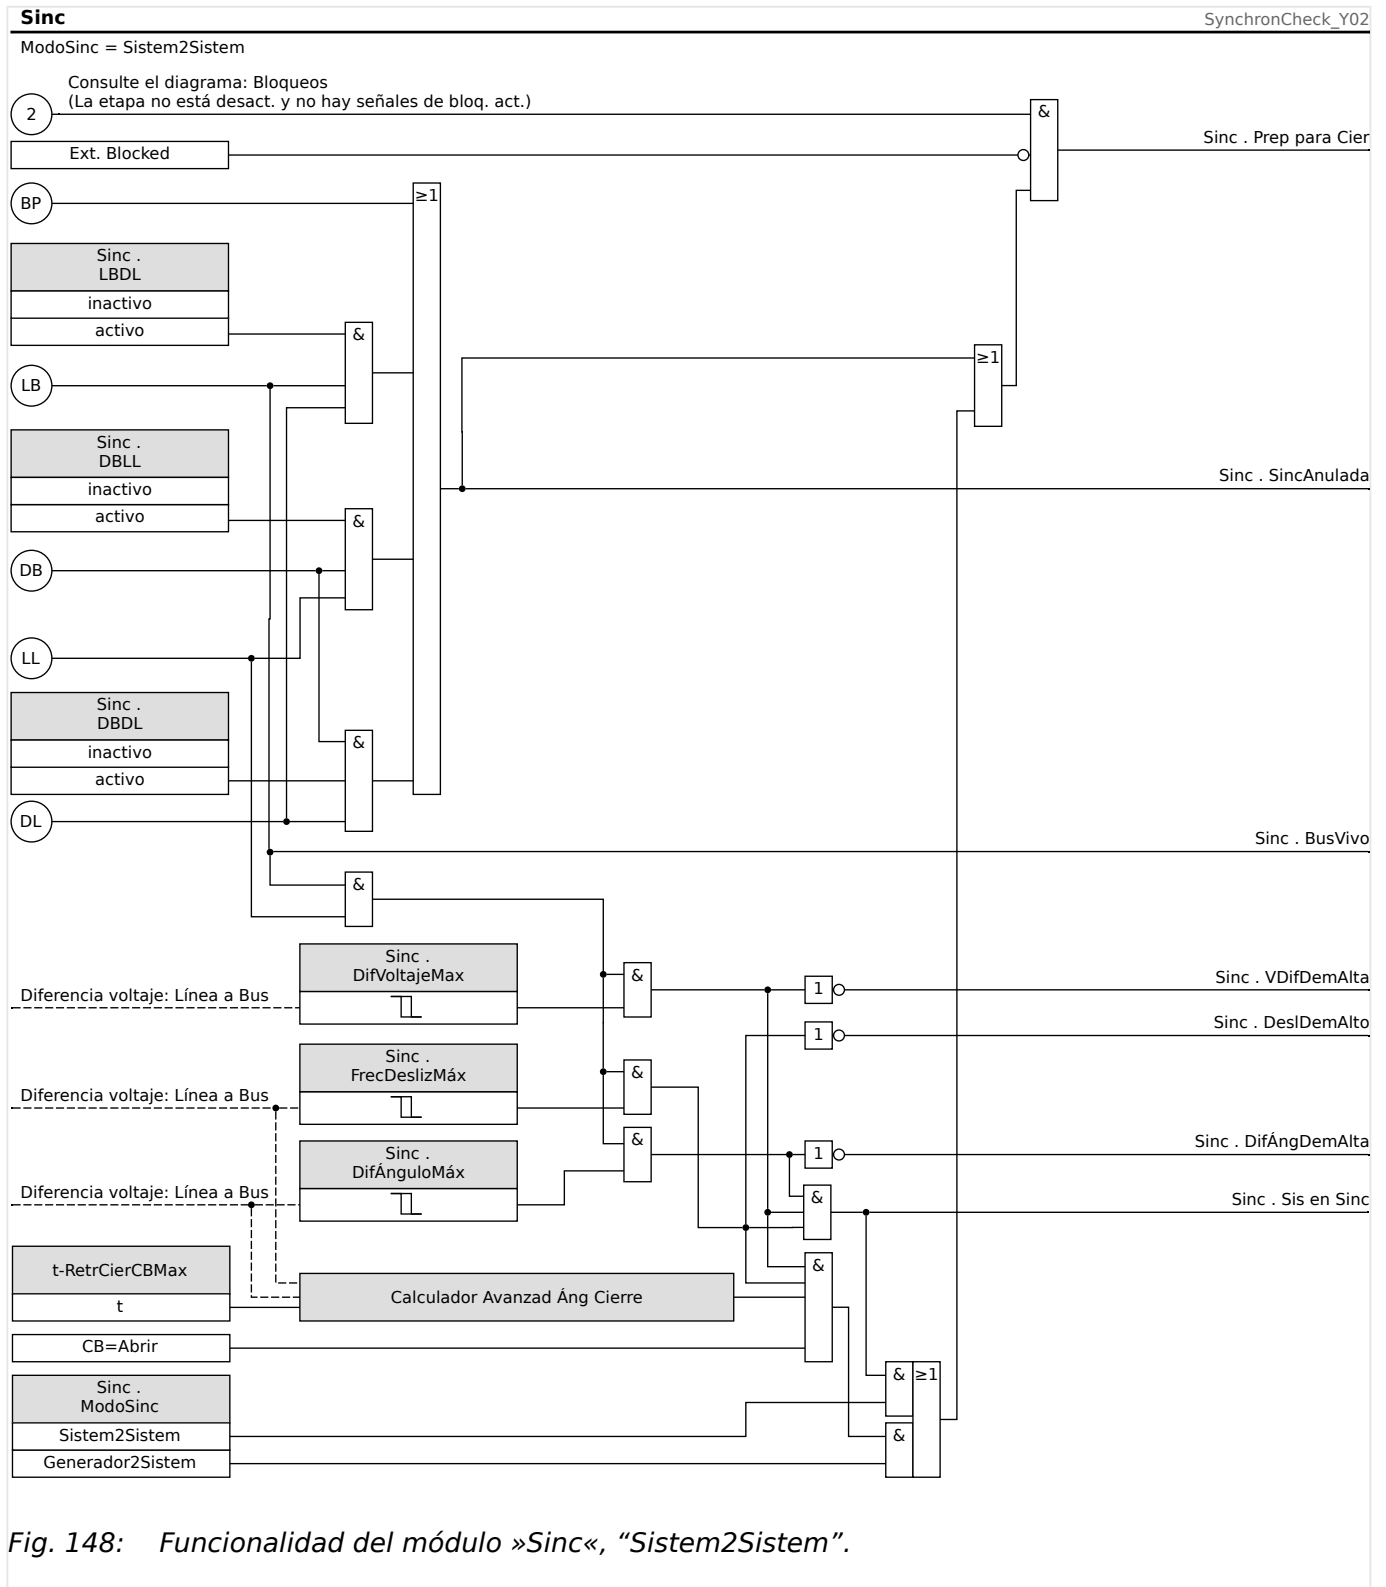 Sinc
SynchronCheck_Y02
ModoSinc = Sistem2Sistem
Consulte el diagrama: Bloqueos
(La etapa no está desact. y no hay señales de bloq. act.)
2
&
Sinc . Prep para Cier
Ext. Blocked
BP
≥1
Sinc .
LBDL
inactivo
activo
&
≥1
LB
Sinc .
DBLL
inactivo
activo
&
Sinc . SincAnulada
DB
LL
Sinc .
DBDL
inactivo
activo
&
DL
Sinc . BusVivo
&
Sinc .
DifVoltajeMax
Diferencia voltaje: Línea a Bus
&
1
Sinc . VDifDemAlta
1
Sinc . DeslDemAlto
Sinc .
FrecDeslizMáx
Diferencia voltaje: Línea a Bus
&
Sinc .
DifÁnguloMáx
Diferencia voltaje: Línea a Bus
&
1
Sinc . DifÁngDemAlta
&
Sinc . Sis en Sinc
t-RetrCierCBMax
t
Calculador Avanzad Áng Cierre
&
CB=Abrir
Sinc .
ModoSinc
Sistem2Sistem
Generador2Sistem
&
≥1
&
Fig. 148: Funcionalidad del módulo »Sinc«, “Sistem2Sistem”.